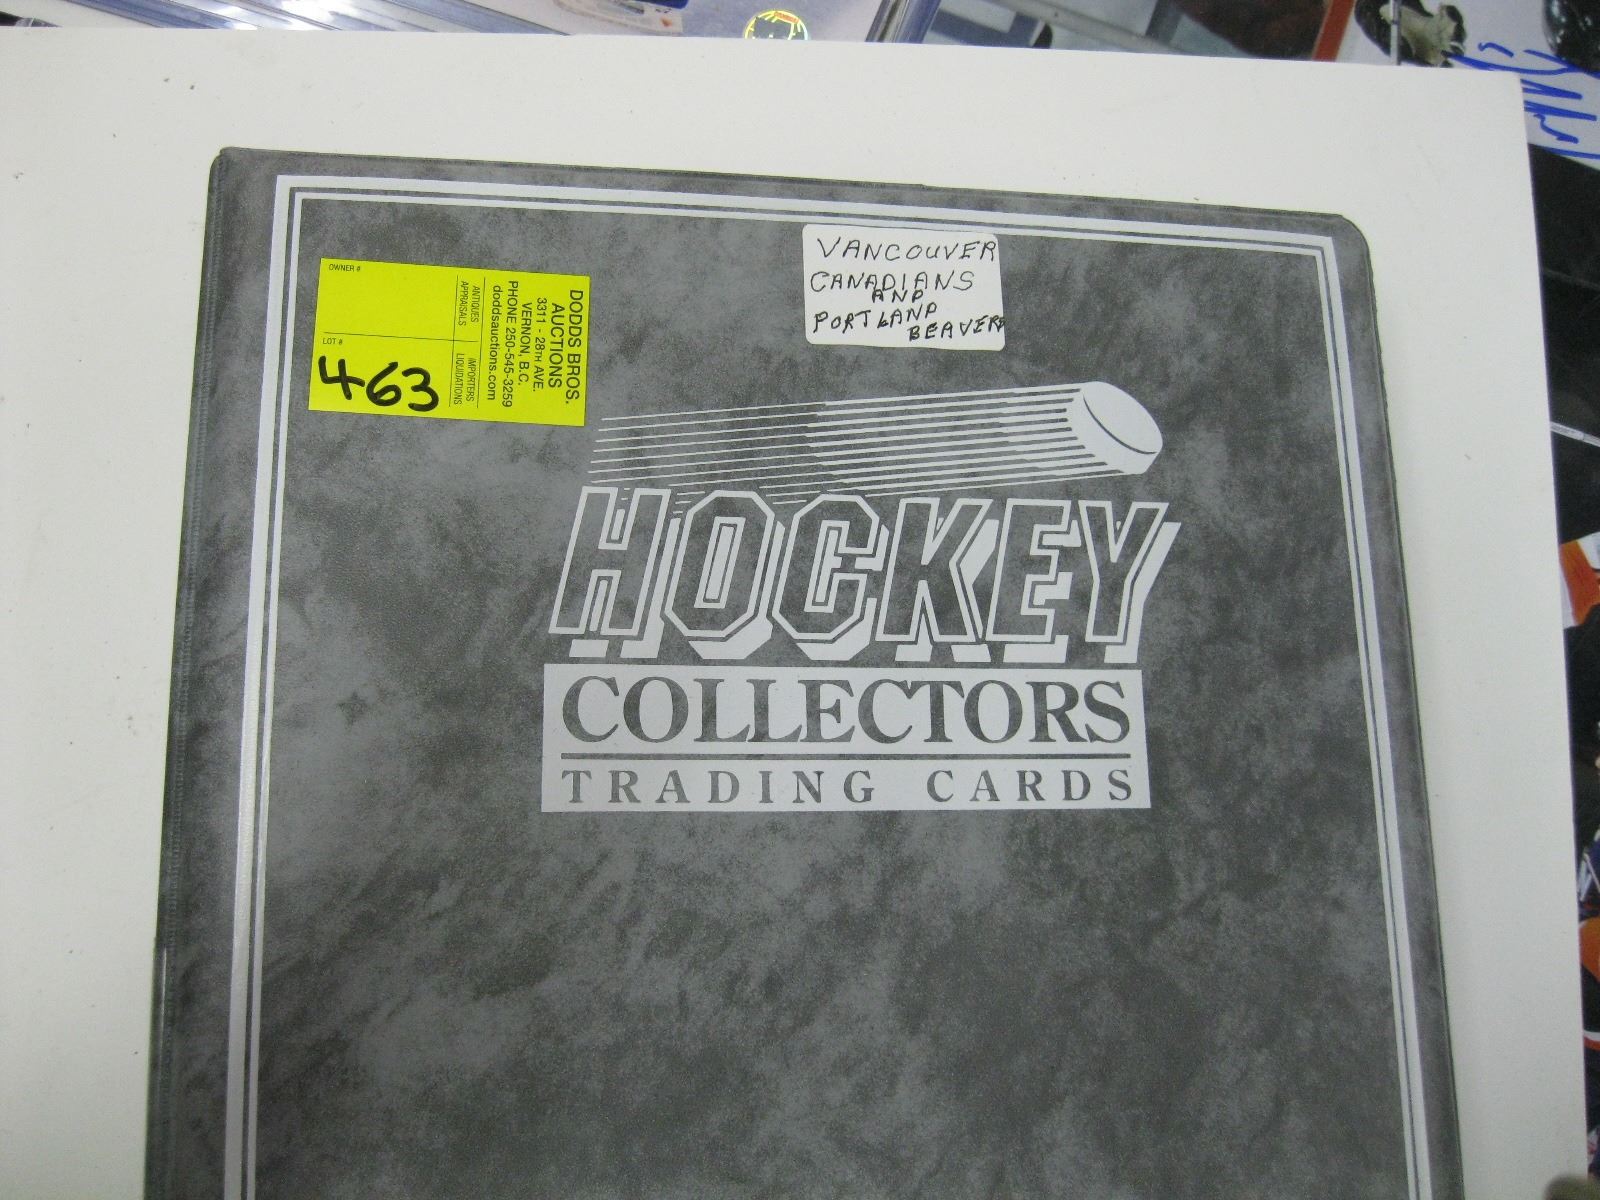 OWNER #
LOT #
463
ANTIQUES
APPRAISALS
IMPORTERS
LIQUIDATIONS
DODDS BROS.
AUCTIONS
3311 - 28TH AVE.
VERNON, B.C.
PHONE 250-545-3259
doddsauctions.com
VANCOUVER
CANADIANS
AND
PORTLAND
BEAVERS
HOCKEY
COLLECTORS
TRADING CARDS